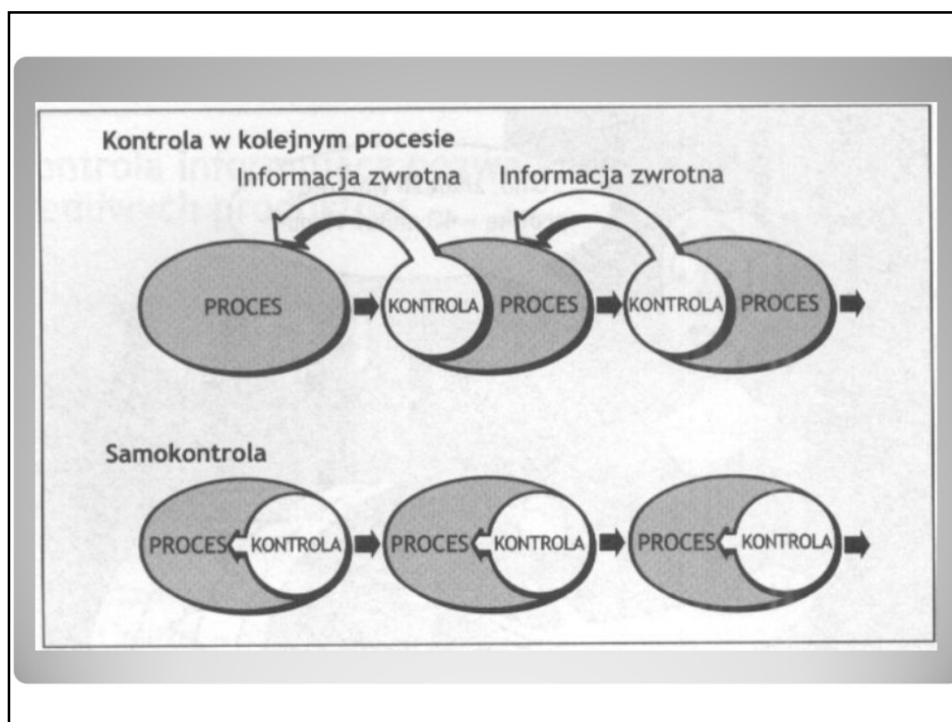 Kontrola w kolejnym procesie
Informacja zwrotna Informacja zwrotna
PROCES KONTROLA PROCES KONTROLA PROCES
Samokontrola
PROCES KONTROLA PROCES KONTROLA PROCES KONTROLA